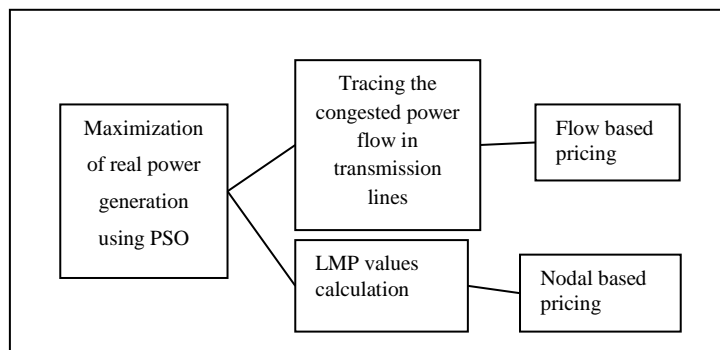 Maximization
of real power
generation
using PSO
Tracing the
congested power
flow in
transmission
lines
Flow based
pricing
LMP values
calculation
Nodal based
pricing